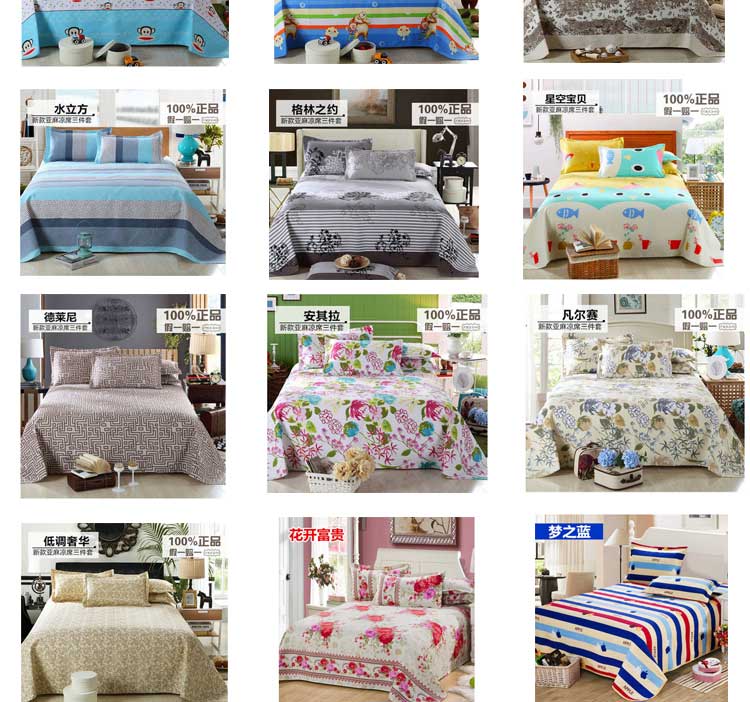 水立方
新款亚麻凉席三件套
100%正品
假一赔一
格林之约
新款亚麻凉席三件套
100%正品
假一赔一
星空宝贝
新款亚麻凉席三件套
100%正品
假一赔一
德莱尼
新款亚麻凉席三件套
100%正品
假一赔一
安其拉
新款亚麻凉席三件套
100%正品
假一赔一
凡尔赛
新款亚麻凉席三件套
100%正品
假一赔一
低调奢华
新款亚麻凉席三件套
100%正品
假一赔一
花开富贵
梦之蓝